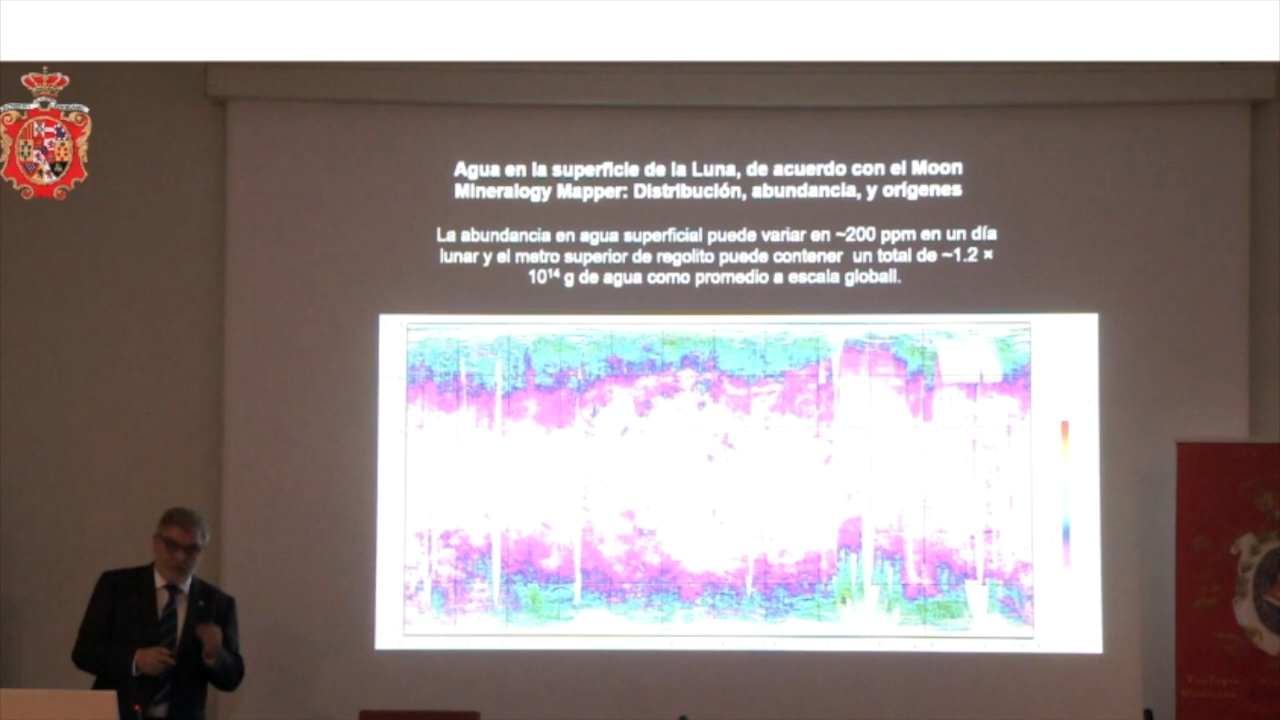 Agua en la superficie de la Luna, de acuerdo con el Moon
Mineralogy Mapper: Distribución, abundancia, y orígenes
La abundancia en agua superficial puede variar en ~200 ppm en un día
lunar y el metro superior de regolito puede contener un total de ~1.2 ×
10¹⁴ g de agua como promedio a escala globall.